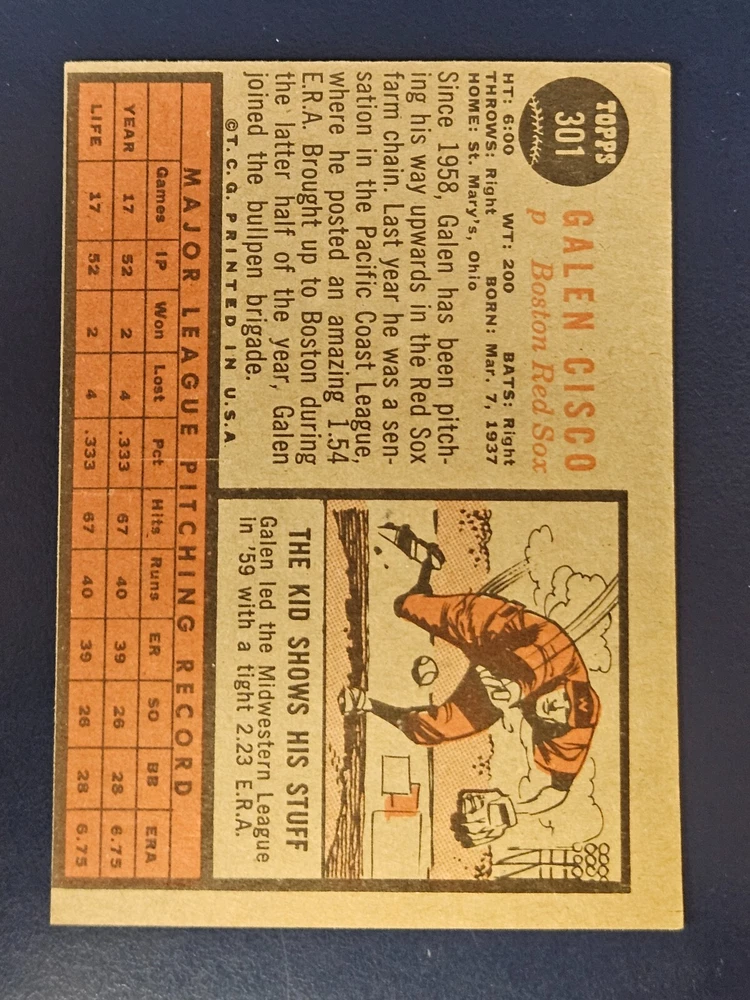 TOPPS
301
GALEN CISCO
p Boston Red Sox
HT: 6:00 WT: 200 BATS: Right
THROWS: Right BORN: Mar. 7, 1937
HOME: St. Mary's, Ohio
Since 1958, Galen has been pitch-
ing his way upwards in the Red Sox
farm chain. Last year he was a sen-
sation in the Pacific Coast League,
where he posted an amazing 1.54
E.R.A. Brought up to Boston during
the latter half of the year, Galen
joined the bullpen brigade.
©T.C.G. PRINTED IN U.S.A
W
THE KID SHOWS HIS STUFF
Galen led the Midwestern League
in '59 with a tight 2.23 E.R.A.
MAJOR LEAGUE PITCHING RECORD
Games IP Won Lost Pct Hits Runs ER SO BB ERA
YEAR 17 52 2 4 .333 67 40 39 26 28 6.75
LIFE 17 52 2 4 .333 67 40 39 26 28 6.75